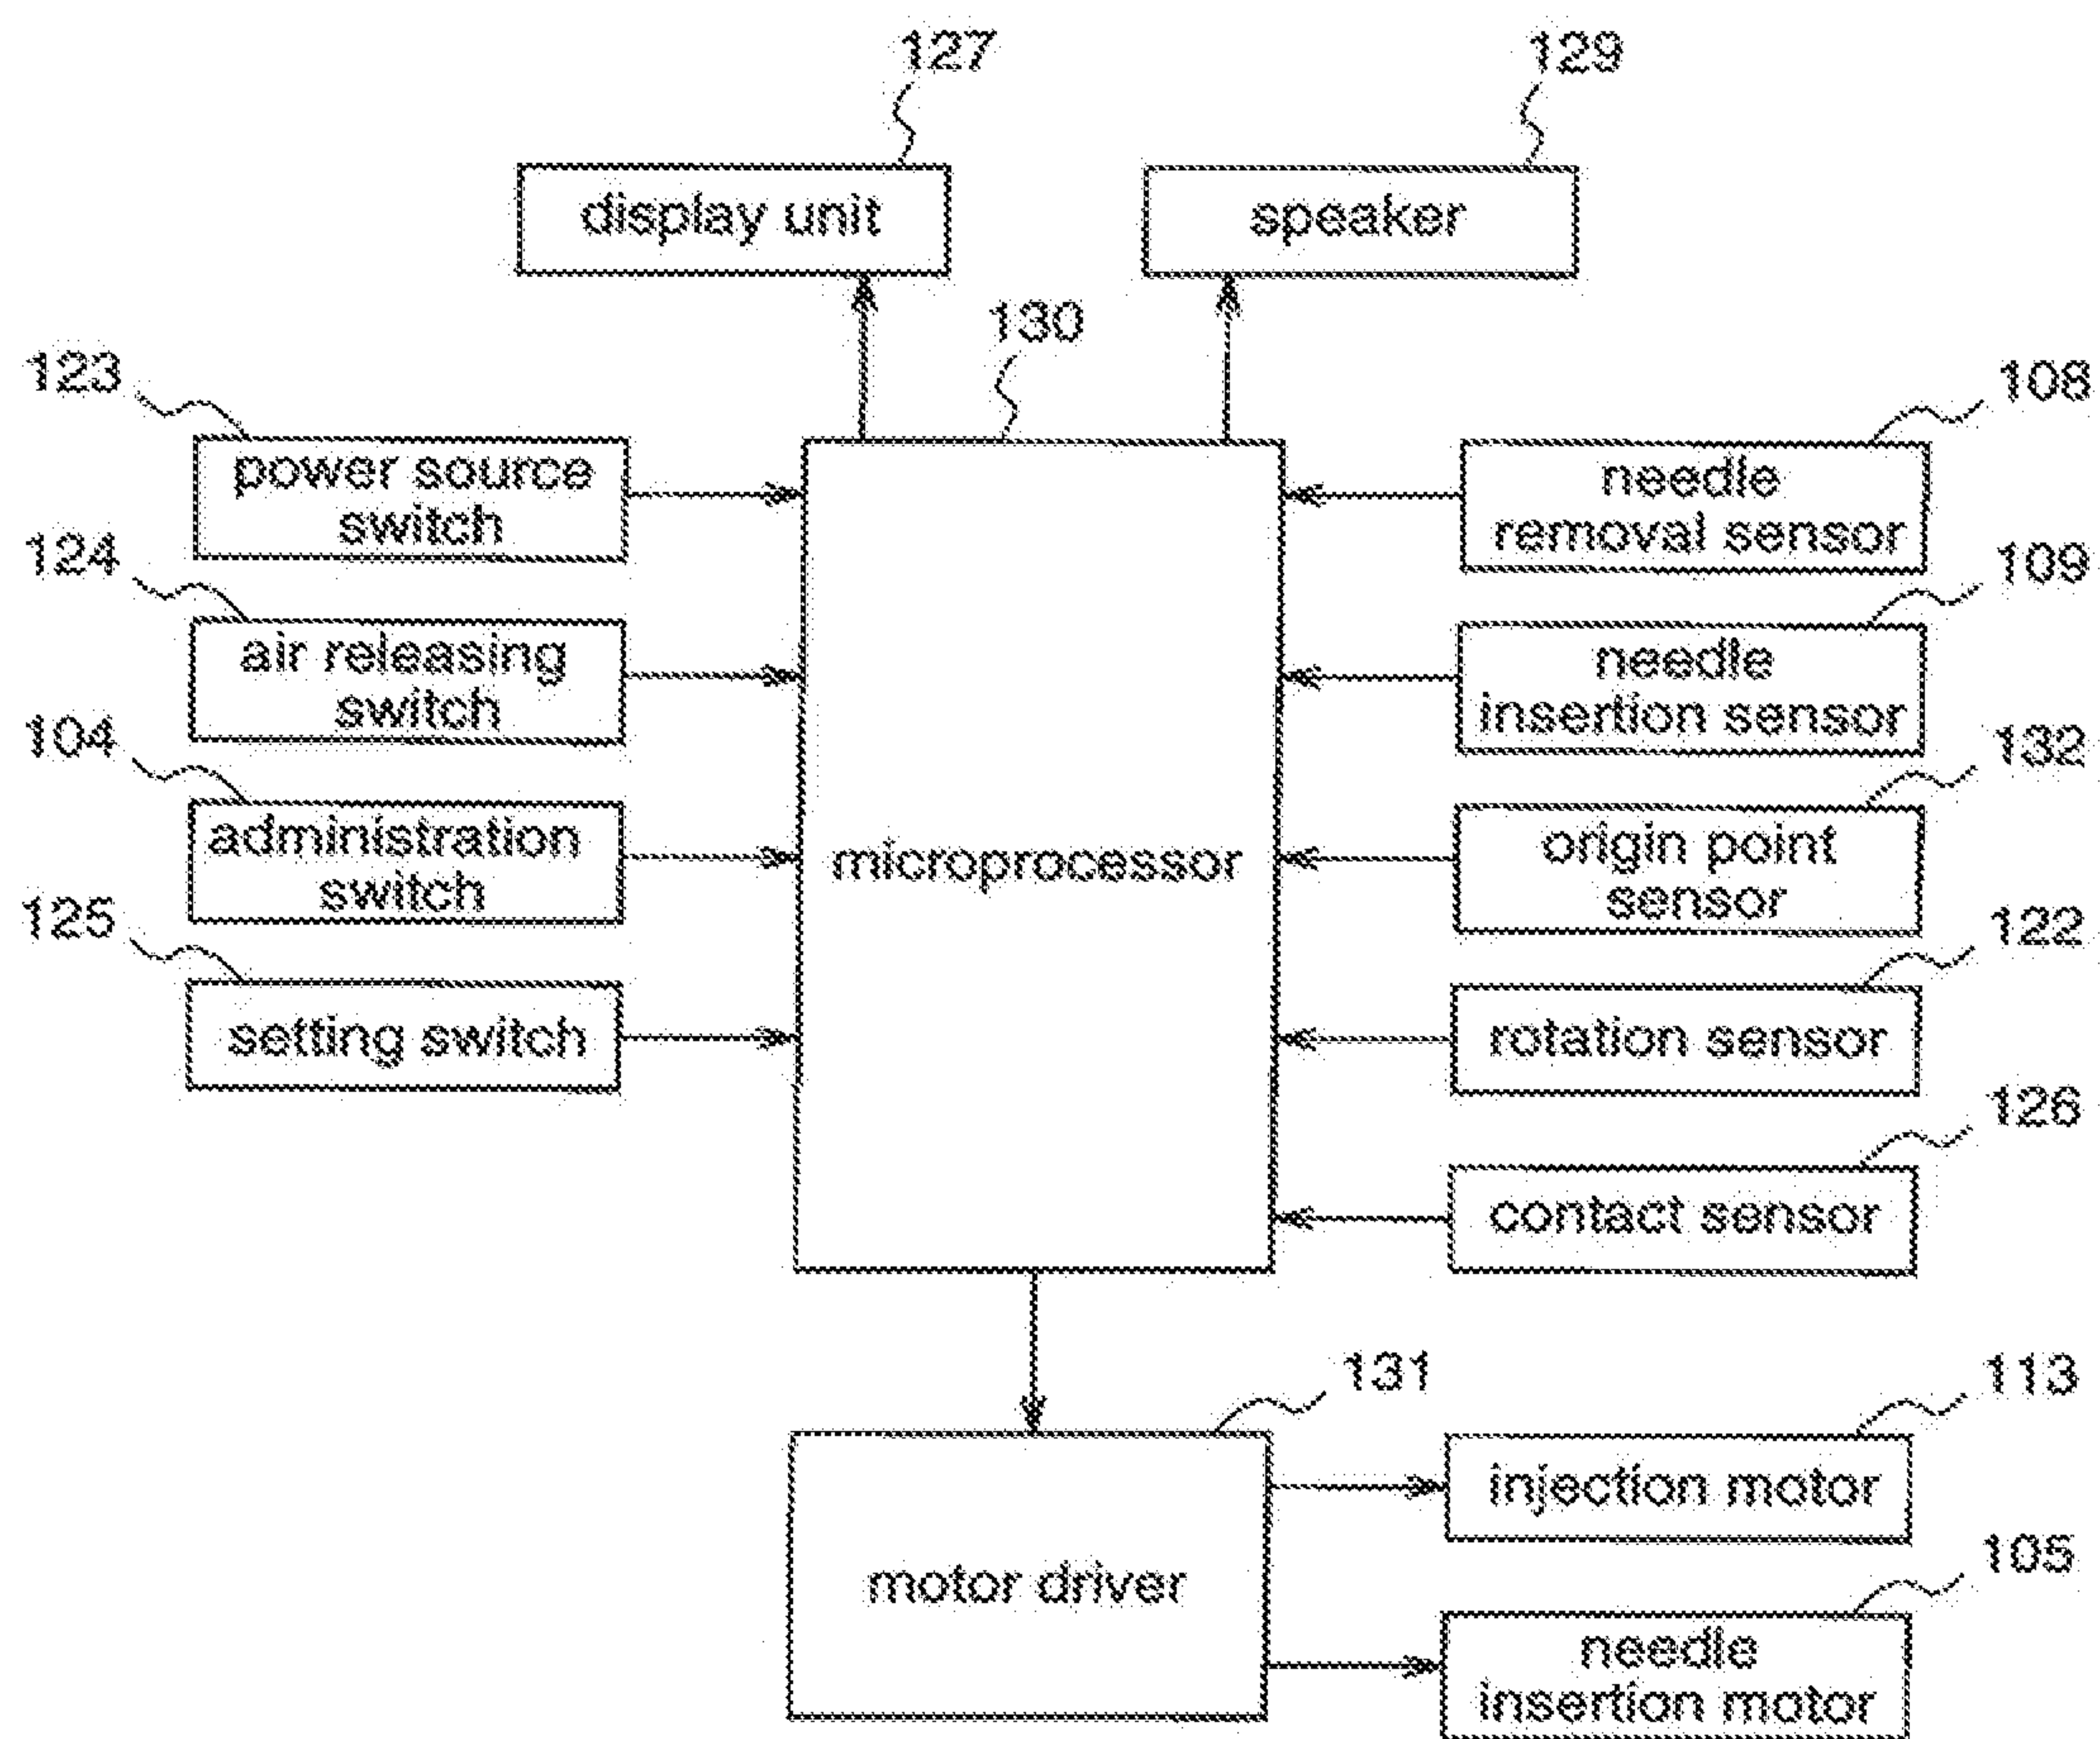 127
129
display unit
speaker
130
123
108
power source
switch
needle
removal sensor
124
109
air releasing
switch
needle
insertion sensor
104
132
administration
switch
microprocessor
origin point
sensor
125
122
setting switch
rotation sensor
126
contact sensor
131
113
injection motor
motor driver
105
needle
insertion motor